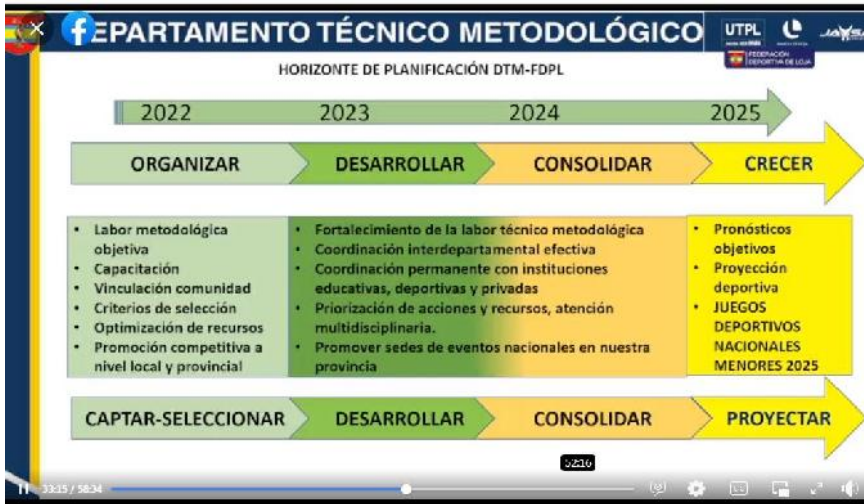 EPARTAMENTO TÉCNICO METODOLÓGICO
UTPL
FEDERACIÓN
DEPORTIVA DE LOJA
HORIZONTE DE PLANIFICACIÓN DTM-FDPL
2022 2023 2024 2025
ORGANIZAR DESARROLLAR CONSOLIDAR CRECER
• Labor metodológica
objetiva
• Capacitación
• Vinculación comunidad
• Criterios de selección
• Optimización de recursos
• Promoción competitiva a
nivel local y provincial
• Fortalecimiento de la labor técnico metodológica
• Coordinación interdepartamental efectiva
• Coordinación permanente con instituciones
educativas, deportivas y privadas
• Priorización de acciones y recursos, atención
multidisciplinaria.
• Promover sedes de eventos nacionales en nuestra
provincia
• Pronósticos
objetivos
• Proyección
deportiva
• JUEGOS
DEPORTIVOS
NACIONALES
MENORES 2025
CAPTAR-SELECCIONAR DESARROLLAR CONSOLIDAR PROYECTAR
52:16
33:15 / 58:34